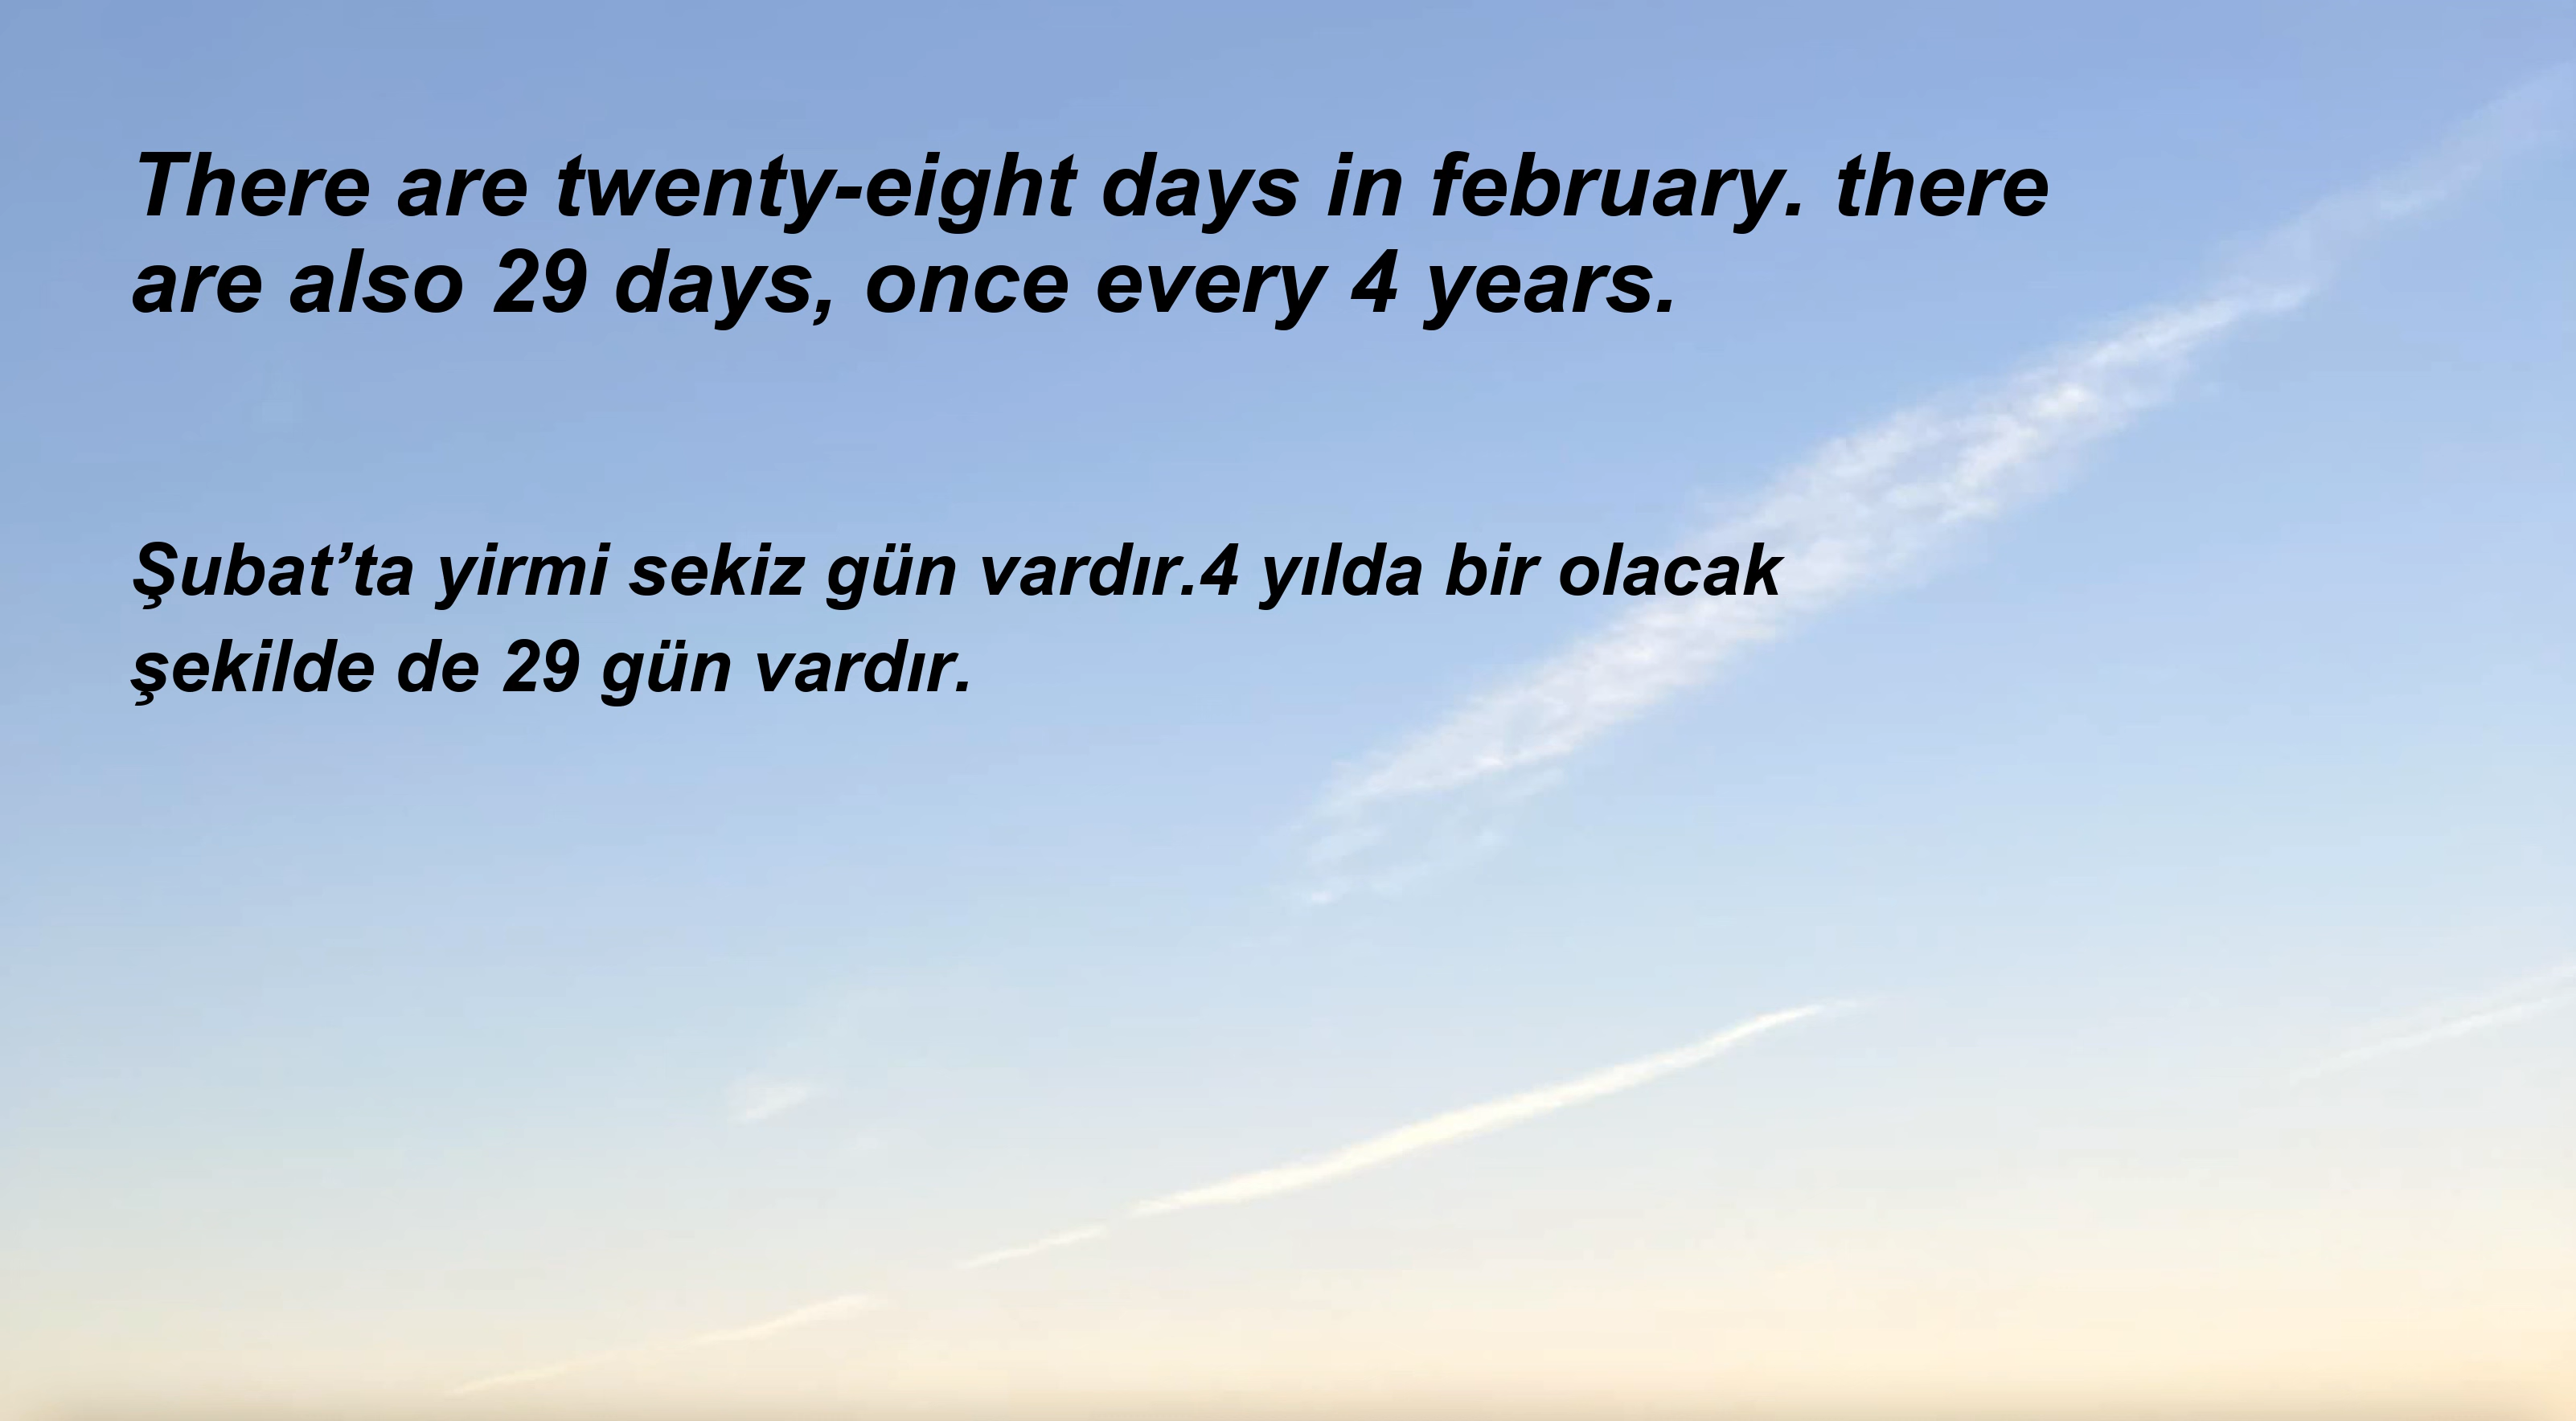 There are twenty-eight days in february. there
are also 29 days, once every 4 years.
Şubat’ta yirmi sekiz gün vardır.4 yılda bir olacak
şekilde de 29 gün vardır.